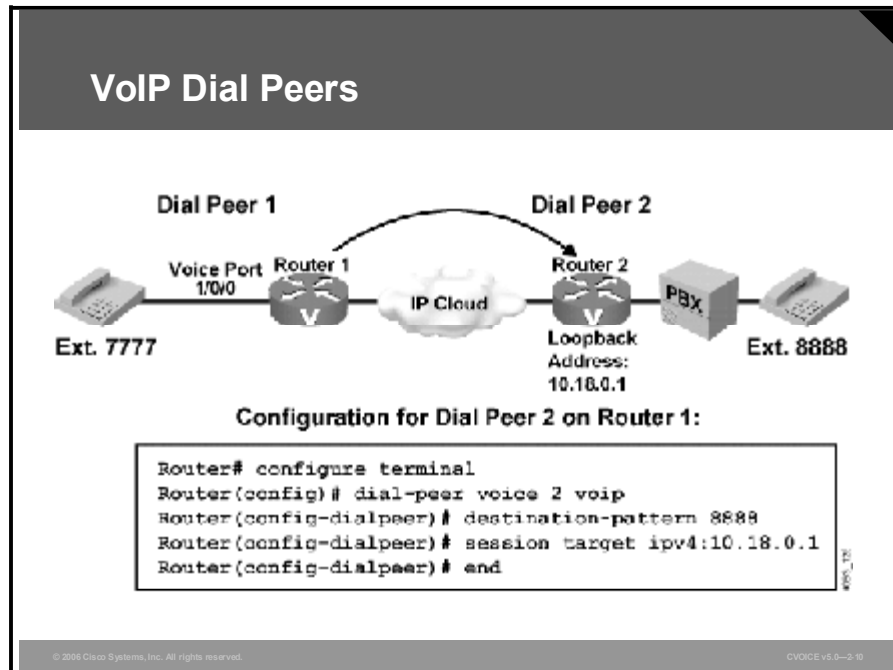 VoIP Dial Peers
Dial Peer 1
Dial Peer 2
Voice Port
1/0/0
Router 1
IP Cloud
Router 2
PBX
V
V
Ext. 7777
Loopback
Address:
10.18.0.1
Ext. 8888
Configuration for Dial Peer 2 on Router 1:
Router# configure terminal
Router(config)# dial-peer voice 2 voip
Router(config-dialpeer)# destination-pattern 8888
Router(config-dialpeer)# session target ipv4:10.18.0.1
Router(config-dialpeer)# end
© 2006 Cisco Systems, Inc. All rights reserved.
CVOICE v5.0—2-10